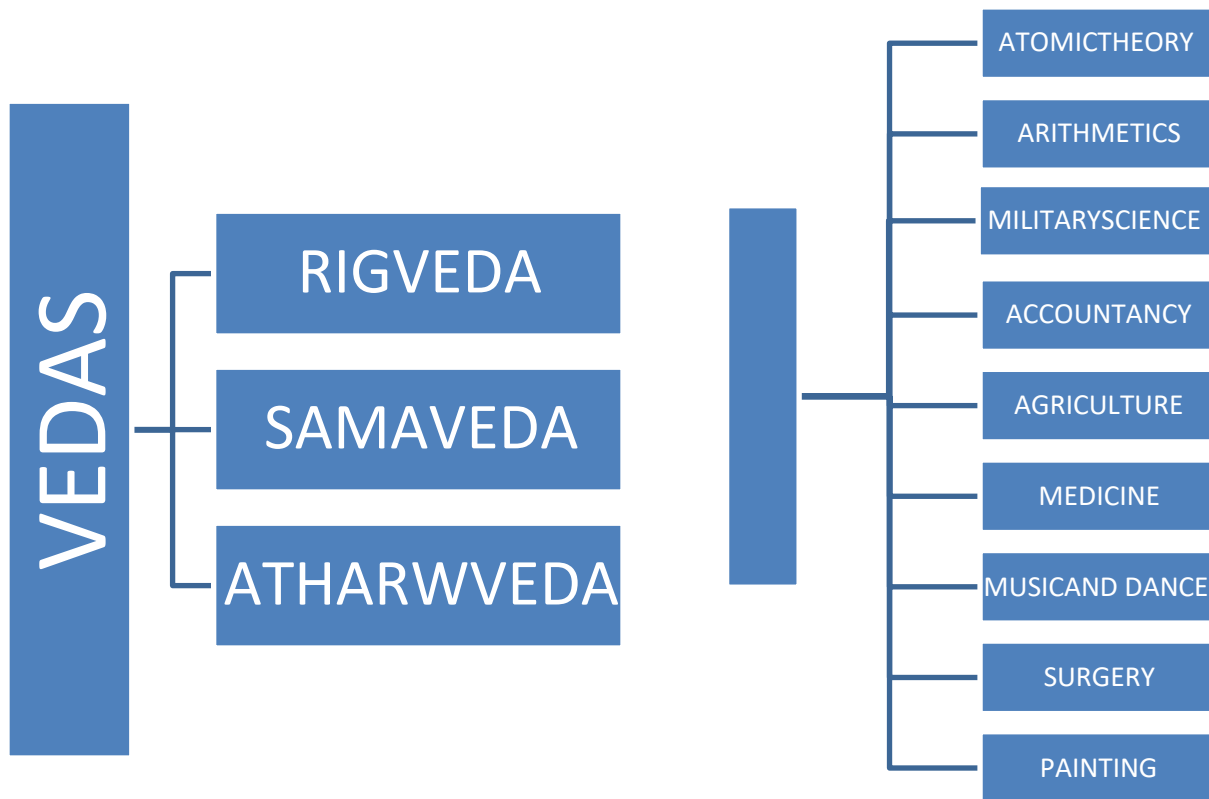 VEDAS
RIGVEDA
SAMAVEDA
ATHARWVEDA
ATOMICTHEORY
ARITHMETICS
MILITARYSCIENCE
ACCOUNTANCY
AGRICULTURE
MEDICINE
MUSICAND DANCE
SURGERY
PAINTING